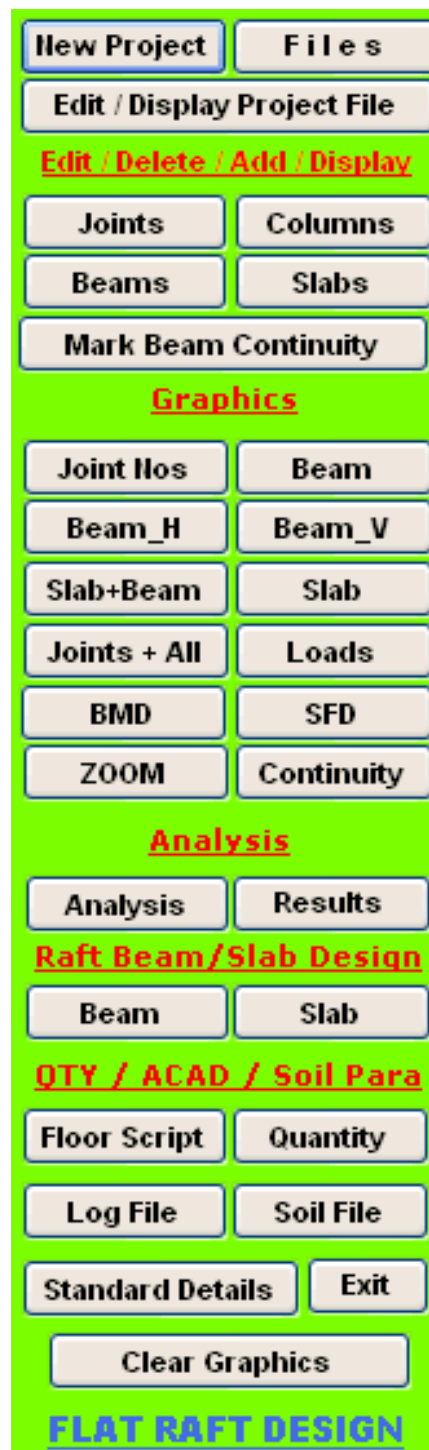 New Project Files
Edit / Display Project File
Edit / Delete / Add / Display
Joints Columns
Beams Slabs
Mark Beam Continuity
Graphics
Joint Nos Beam
Beam_H Beam_V
Slab+Beam Slab
Joints + All Loads
BMD SFD
ZOOM Continuity
Analysis
Analysis Results
Raft Beam/Slab Design
Beam Slab
QTY / ACAD / Soil Para
Floor Script Quantity
Log File Soil File
Standard Details Exit
Clear Graphics
FLAT RAFT DESIGN